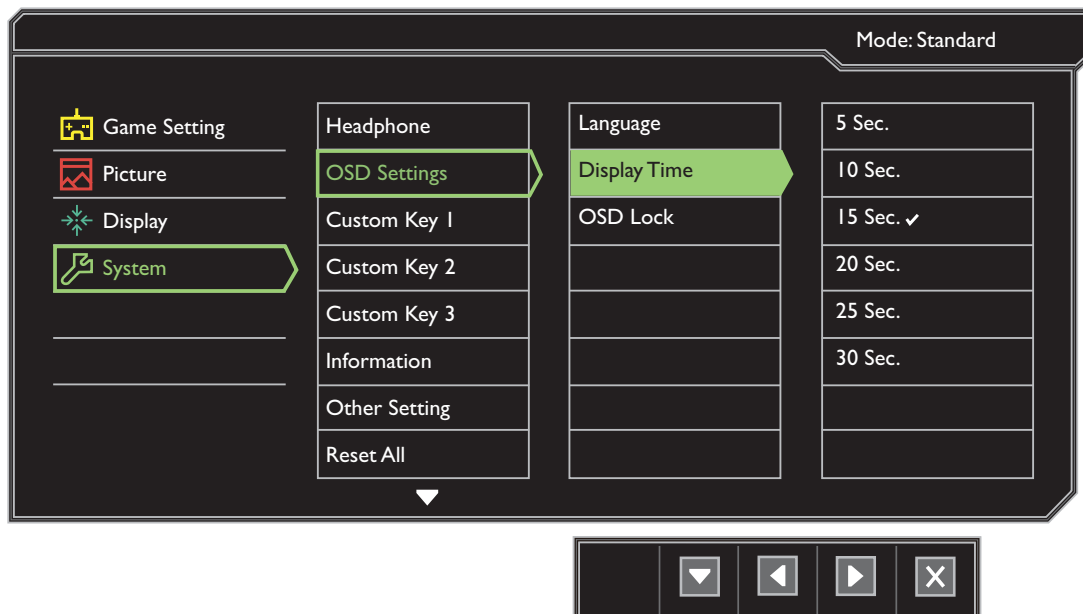 Mode: Standard
Game Setting
Picture
Display
System
Headphone
OSD Settings
Custom Key 1
Custom Key 2
Custom Key 3
Information
Other Setting
Reset All
Language
Display Time
OSD Lock
5 Sec.
10 Sec.
15 Sec. ✓
20 Sec.
25 Sec.
30 Sec.